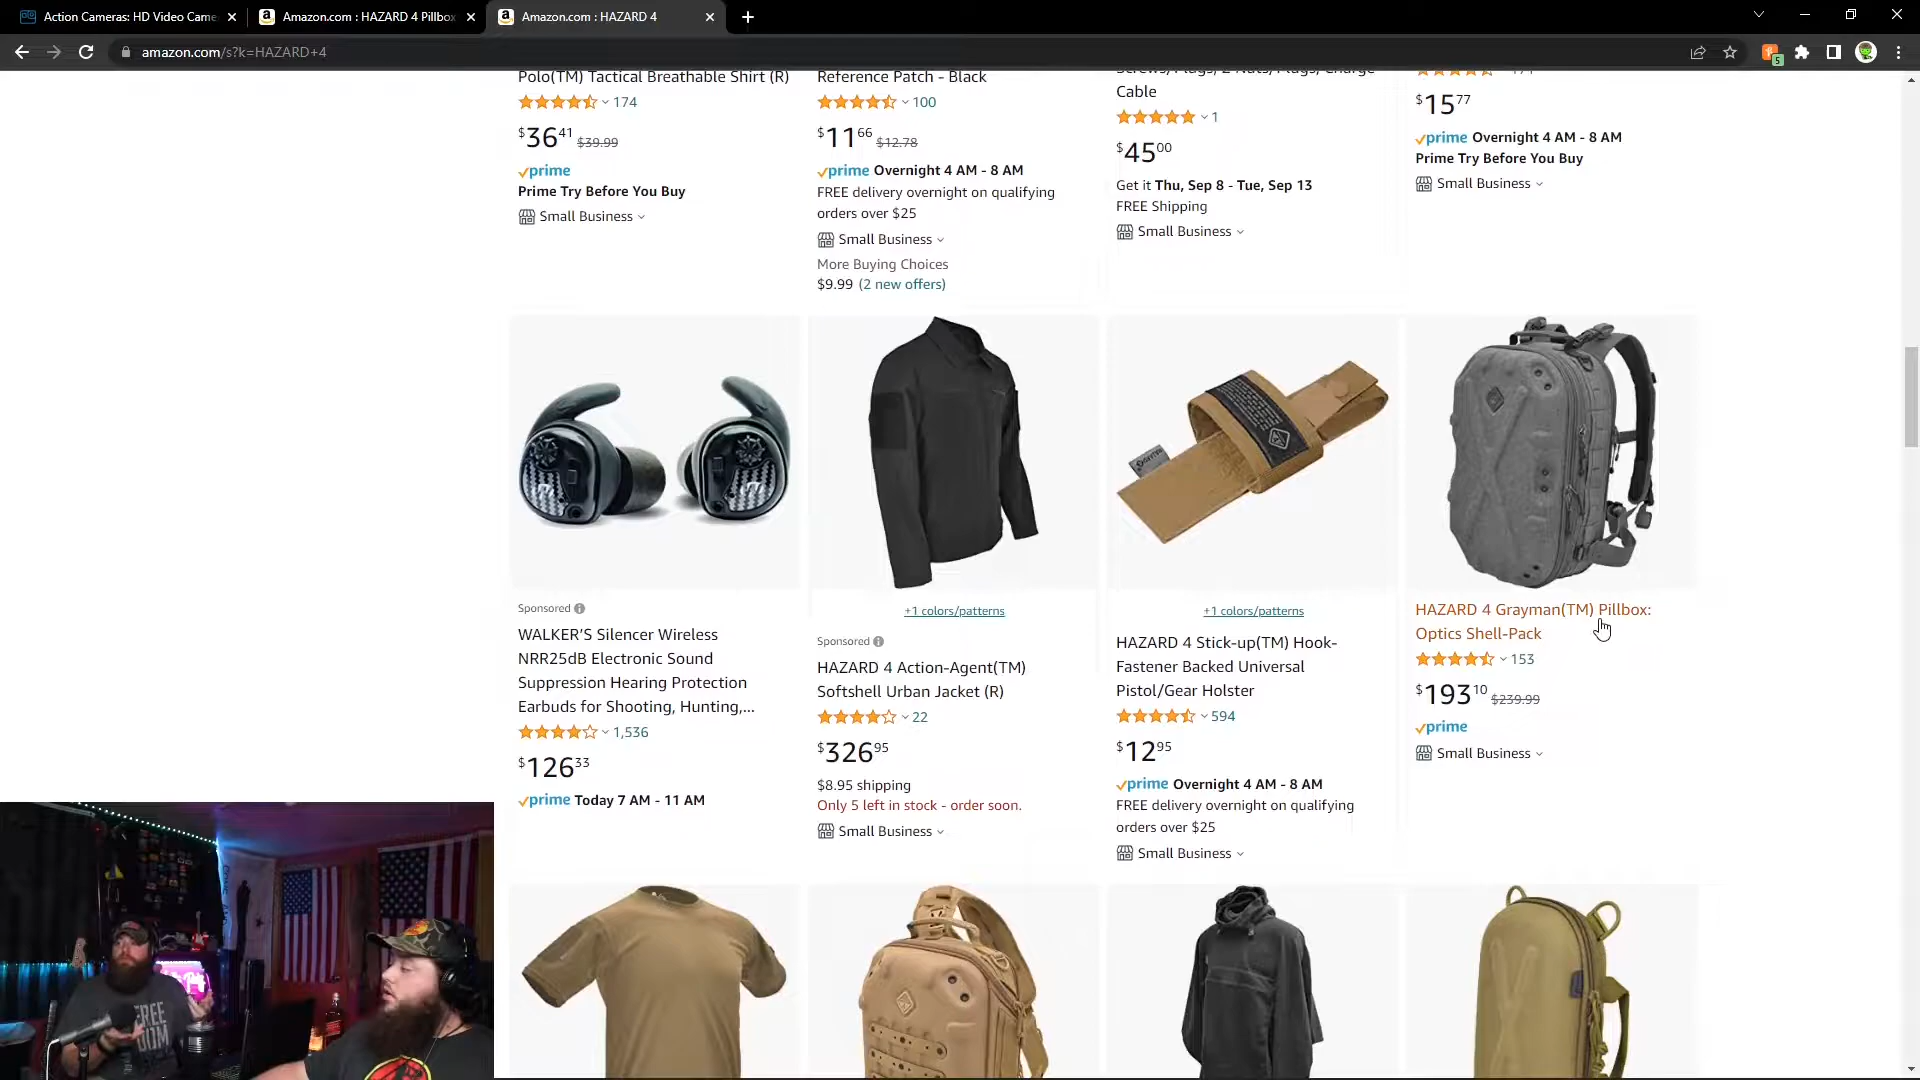 Action Cameras: HD Video Came
Amazon.com : HAZARD 4 Pillbox
Amazon.com : HAZARD 4
amazon.com/s?k=HAZARD+4
5
Polo(TM) Tactical Breathable Shirt (R)
174
$36.41 $39.99
prime
Prime Try Before You Buy
Small Business
Reference Patch - Black
100
$11.66 $12.78
prime Overnight 4 AM - 8 AM
FREE delivery overnight on qualifying
orders over $25
Small Business
More Buying Choices
$9.99 (2 new offers)
Cable
1
$45.00
Get it Thu, Sep 8 - Tue, Sep 13
FREE Shipping
Small Business
$15.77
prime Overnight 4 AM - 8 AM
Prime Try Before You Buy
Small Business
Sponsored
WALKER'S Silencer Wireless
NRR25dB Electronic Sound
Suppression Hearing Protection
Earbuds for Shooting, Hunting,...
1,536
$126.33
prime Today 7 AM - 11 AM
+1 colors/patterns
Sponsored
HAZARD 4 Action-Agent(TM)
Softshell Urban Jacket (R)
22
$326.95
$8.95 shipping
Only 5 left in stock - order soon.
Small Business
+1 colors/patterns
HAZARD 4 Stick-up(TM) Hook-
Fastener Backed Universal
Pistol/Gear Holster
594
$12.95
prime Overnight 4 AM - 8 AM
FREE delivery overnight on qualifying
orders over $25
Small Business
HAZARD 4 Grayman(TM) Pillbox:
Optics Shell-Pack
153
$193.10 $239.99
prime
Small Business